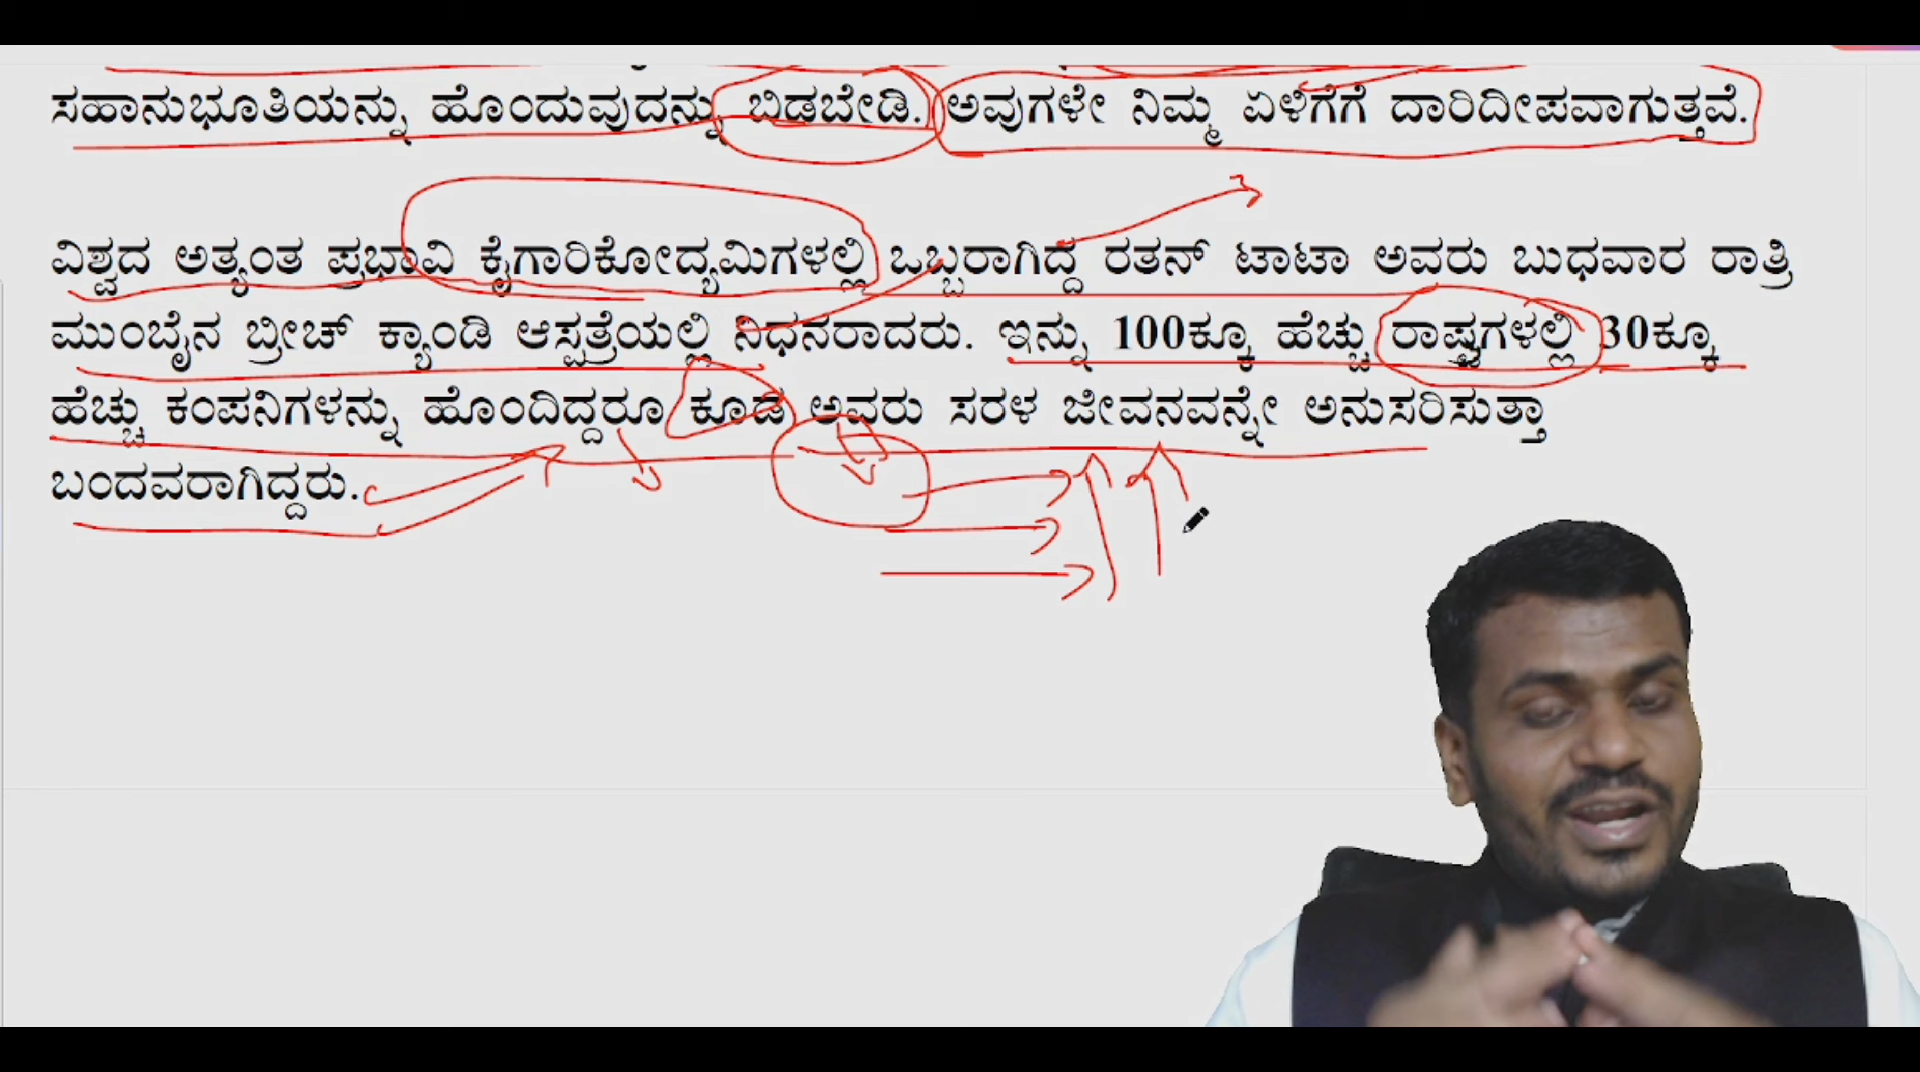 ಸಹಾನುಭೂತಿಯನ್ನು ಹೊಂದುವುದನ್ನು ಬಿಡಬೇಡಿ. ಅವುಗಳೇ ನಿಮ್ಮ ಏಳಿಗೆಗೆ ದಾರಿದೀಪವಾಗುತ್ತವೆ.
ವಿಶ್ವದ ಅತ್ಯಂತ ಪ್ರಭಾವಿ ಕೈಗಾರಿಕೋದ್ಯಮಿಗಳಲ್ಲಿ ಒಬ್ಬರಾಗಿದ್ದ ರತನ್ ಟಾಟಾ ಅವರು ಬುಧವಾರ ರಾತ್ರಿ
ಮುಂಬೈನ ಬ್ರೀಚ್ ಕ್ಯಾಂಡಿ ಆಸ್ಪತ್ರೆಯಲ್ಲಿ ನಿಧನರಾದರು. ಇನ್ನು 100ಕ್ಕೂ ಹೆಚ್ಚು ರಾಷ್ಟ್ರಗಳಲ್ಲಿ 30ಕ್ಕೂ
ಹೆಚ್ಚು ಕಂಪನಿಗಳನ್ನು ಹೊಂದಿದ್ದರೂ ಕೂಡ ಅವರು ಸರಳ ಜೀವನವನ್ನೇ ಅನುಸರಿಸುತ್ತಾ
ಬಂದವರಾಗಿದ್ದರು.